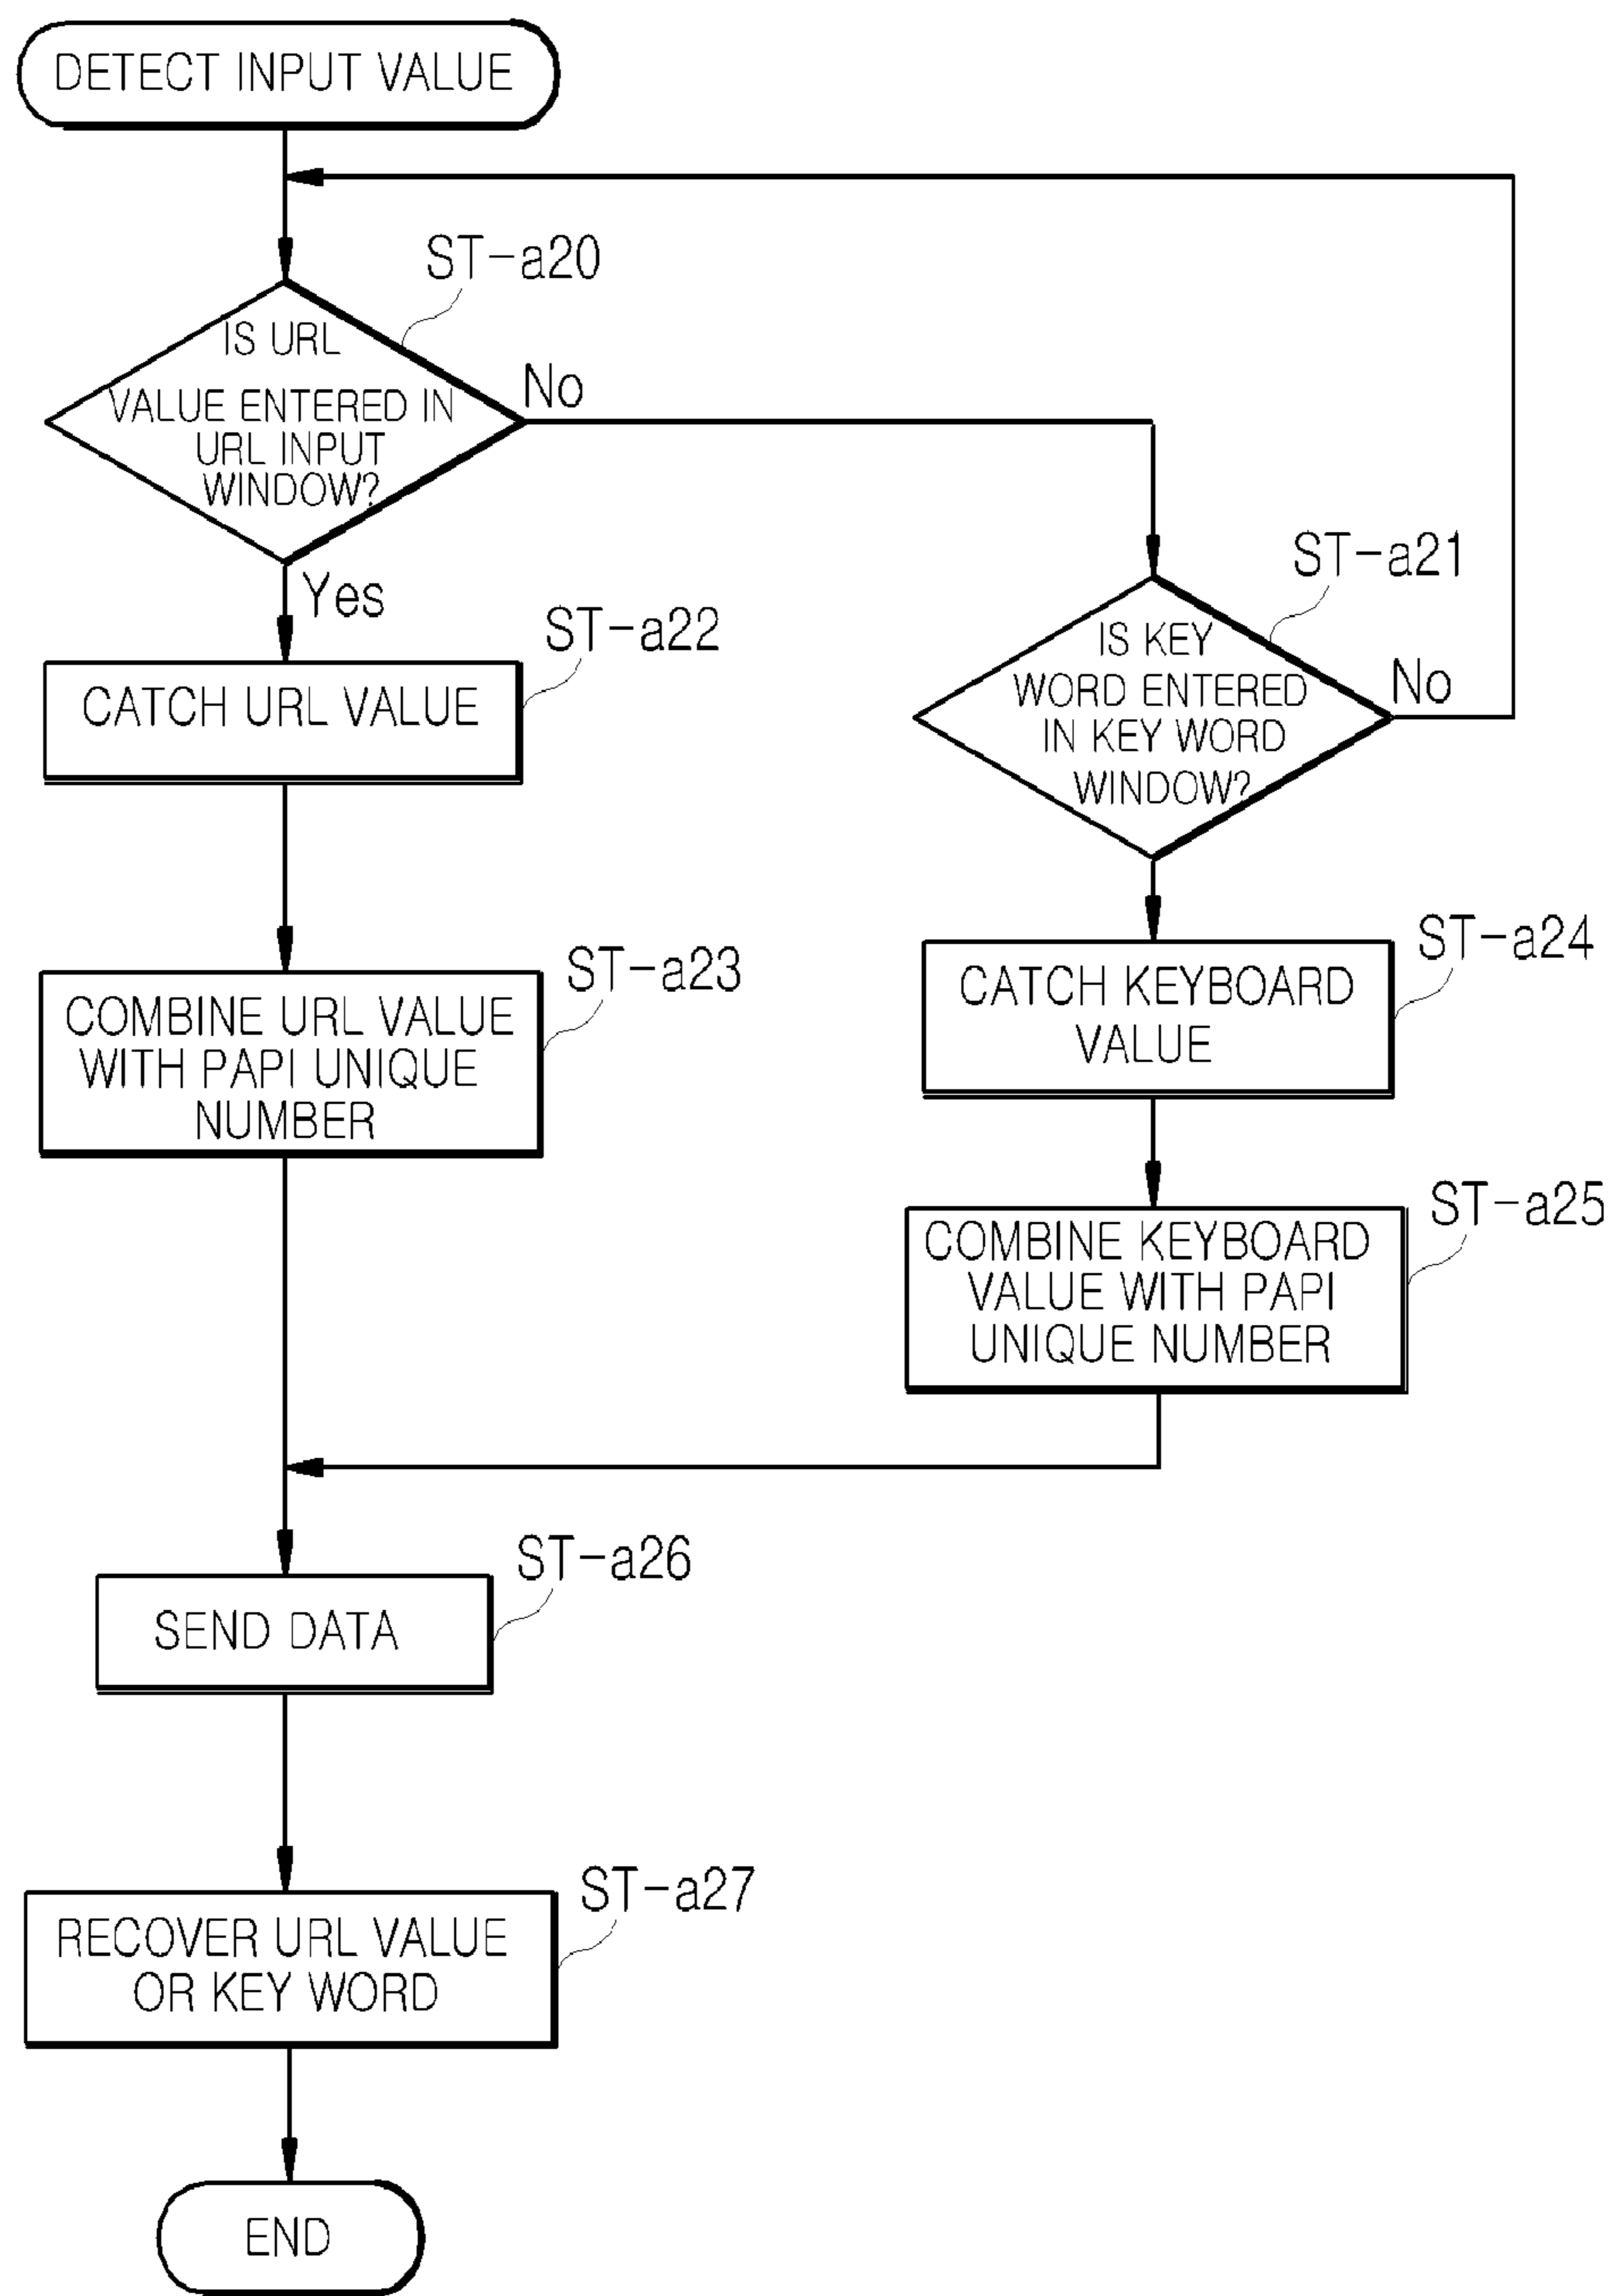 DETECT INPUT VALUE
ST-a20
IS URL
VALUE ENTERED IN
URL INPUT
WINDOW?
No
Yes
ST-a21
IS KEY
WORD ENTERED
IN KEY WORD
WINDOW?
No
ST-a22
CATCH URL VALUE
ST-a23
COMBINE URL VALUE
WITH PAPI UNIQUE
NUMBER
ST-a24
CATCH KEYBOARD
VALUE
ST-a25
COMBINE KEYBOARD
VALUE WITH PAPI
UNIQUE NUMBER
ST-a26
SEND DATA
ST-a27
RECOVER URL VALUE
OR KEY WORD
END